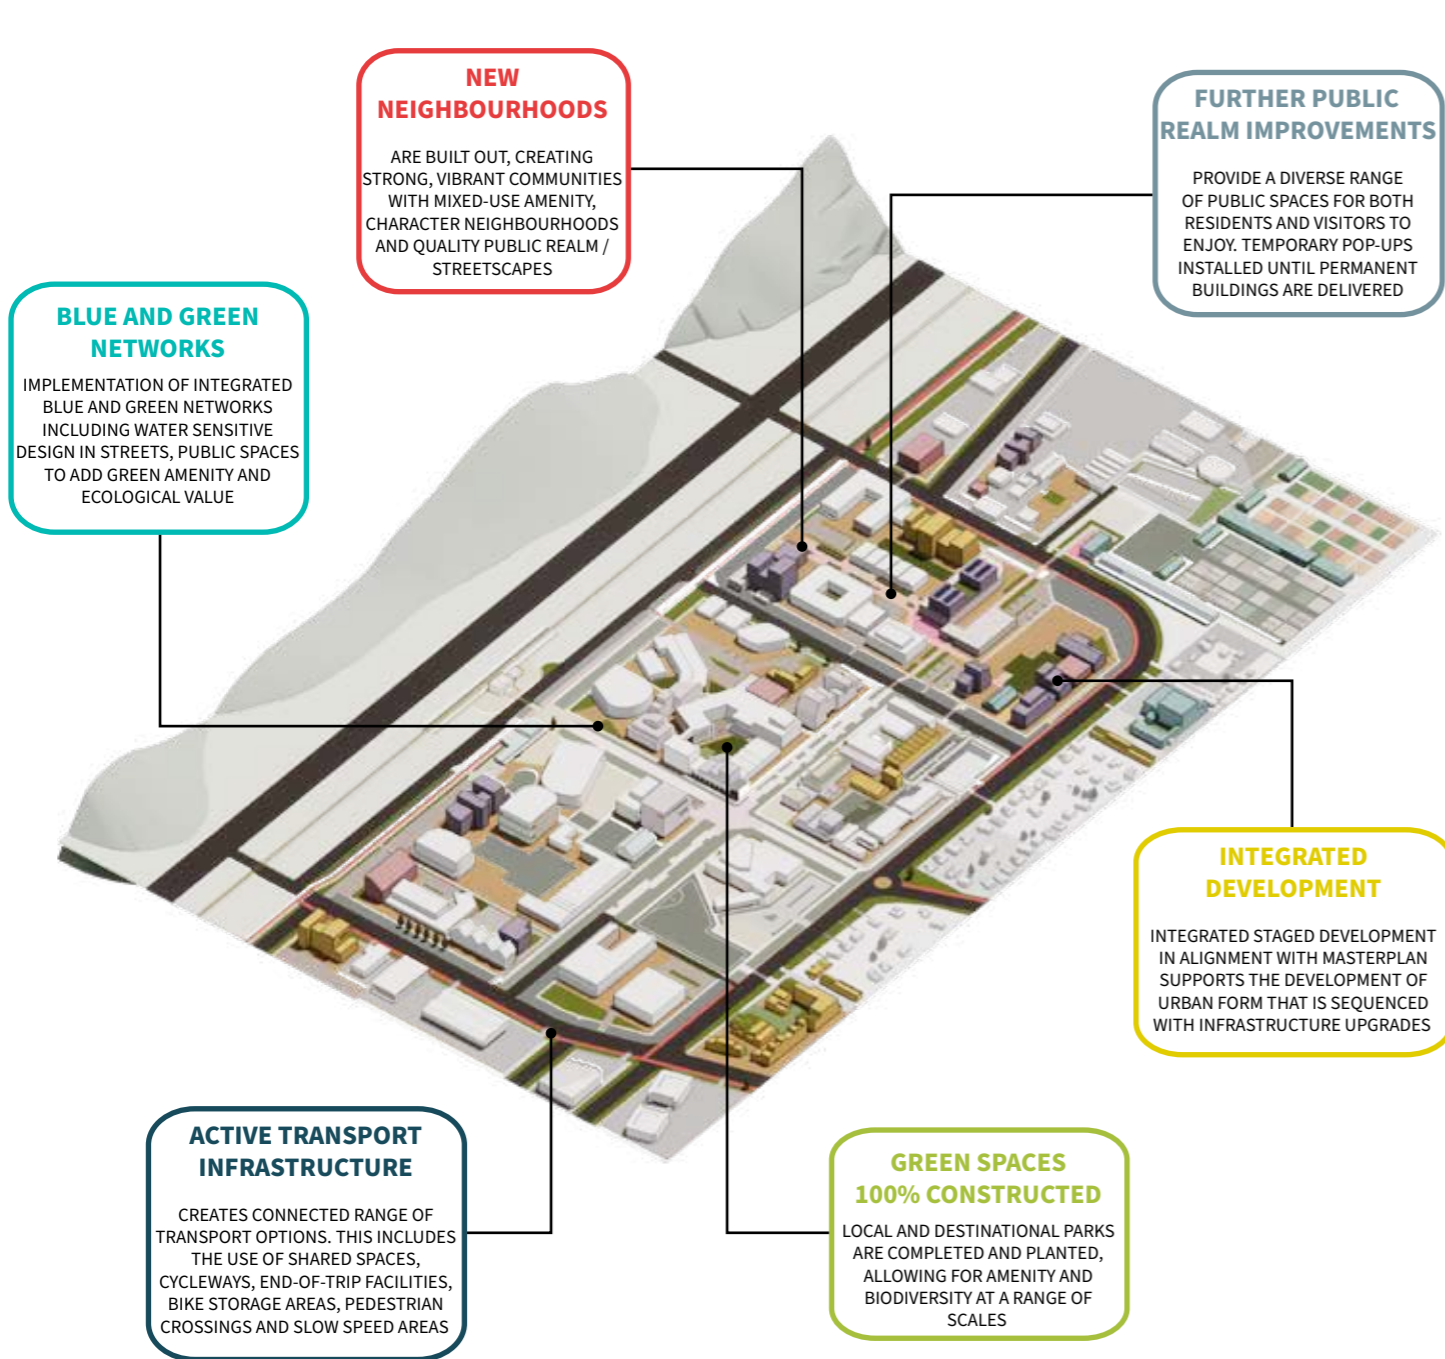 NEW
NEIGHBOURHOODS
ARE BUILT OUT, CREATING
STRONG, VIBRANT COMMUNITIES
WITH MIXED-USE AMENITY,
CHARACTER NEIGHBOURHOODS
AND QUALITY PUBLIC REALM /
STREETSCAPES
FURTHER PUBLIC
REALM IMPROVEMENTS
PROVIDE A DIVERSE RANGE
OF PUBLIC SPACES FOR BOTH
RESIDENTS AND VISITORS TO
ENJOY. TEMPORARY POP-UPS
INSTALLED UNTIL PERMANENT
BUILDINGS ARE DELIVERED
BLUE AND GREEN
NETWORKS
IMPLEMENTATION OF INTEGRATED
BLUE AND GREEN NETWORKS
INCLUDING WATER SENSITIVE
DESIGN IN STREETS, PUBLIC SPACES
TO ADD GREEN AMENITY AND
ECOLOGICAL VALUE
INTEGRATED
DEVELOPMENT
INTEGRATED STAGED DEVELOPMENT
IN ALIGNMENT WITH MASTERPLAN
SUPPORTS THE DEVELOPMENT OF
URBAN FORM THAT IS SEQUENCED
WITH INFRASTRUCTURE UPGRADES
ACTIVE TRANSPORT
INFRASTRUCTURE
CREATES CONNECTED RANGE OF
TRANSPORT OPTIONS. THIS INCLUDES
THE USE OF SHARED SPACES,
CYCLEWAYS, END-OF-TRIP FACILITIES,
BIKE STORAGE AREAS, PEDESTRIAN
CROSSINGS AND SLOW SPEED AREAS
GREEN SPACES
100% CONSTRUCTED
LOCAL AND DESTINATIONAL PARKS
ARE COMPLETED AND PLANTED,
ALLOWING FOR AMENITY AND
BIODIVERSITY AT A RANGE OF
SCALES